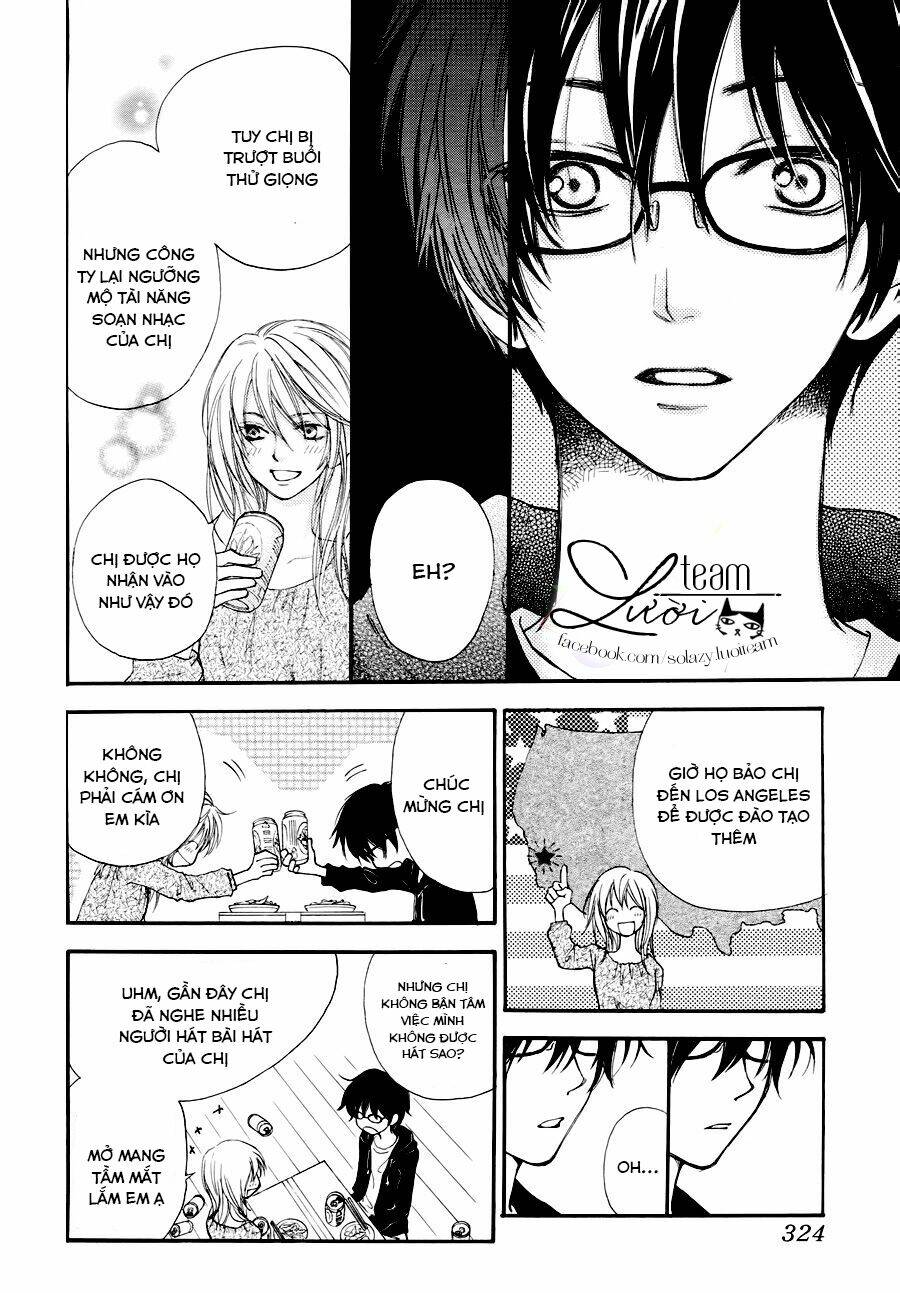 EH?
TUY CHỊ BỊ
TRƯỢT BUỔI
THỬ GIỌNG
NHƯNG CÔNG
TY LẠI NGƯỠNG
MỘ TÀI NĂNG
SOẠN NHẠC
CỦA CHỊ
CHỊ ĐƯỢC HỌ
NHẬN VÀO
NHƯ VẬY ĐÓ
team
Lười
facebook.com/solazy.luoiteam
GIỜ HỌ BẢO CHỊ
ĐẾN LOS ANGELES
ĐỂ ĐƯỢC ĐÀO TẠO
THÊM
OH...
CHÚC
MỪNG CHỊ
KHÔNG
KHÔNG, CHỊ
PHẢI CÁM ƠN
EM KÌA
NHƯNG CHỊ
KHÔNG BẬN TÂM
VIỆC MÌNH
KHÔNG ĐƯỢC
HÁT SAO?
UHM, GẦN ĐÂY CHỊ
ĐÃ NGHE NHIỀU
NGƯỜI HÁT BÀI HÁT
CỦA CHỊ
MỞ MANG
TẦM MẮT
LẮM EM Ạ
324